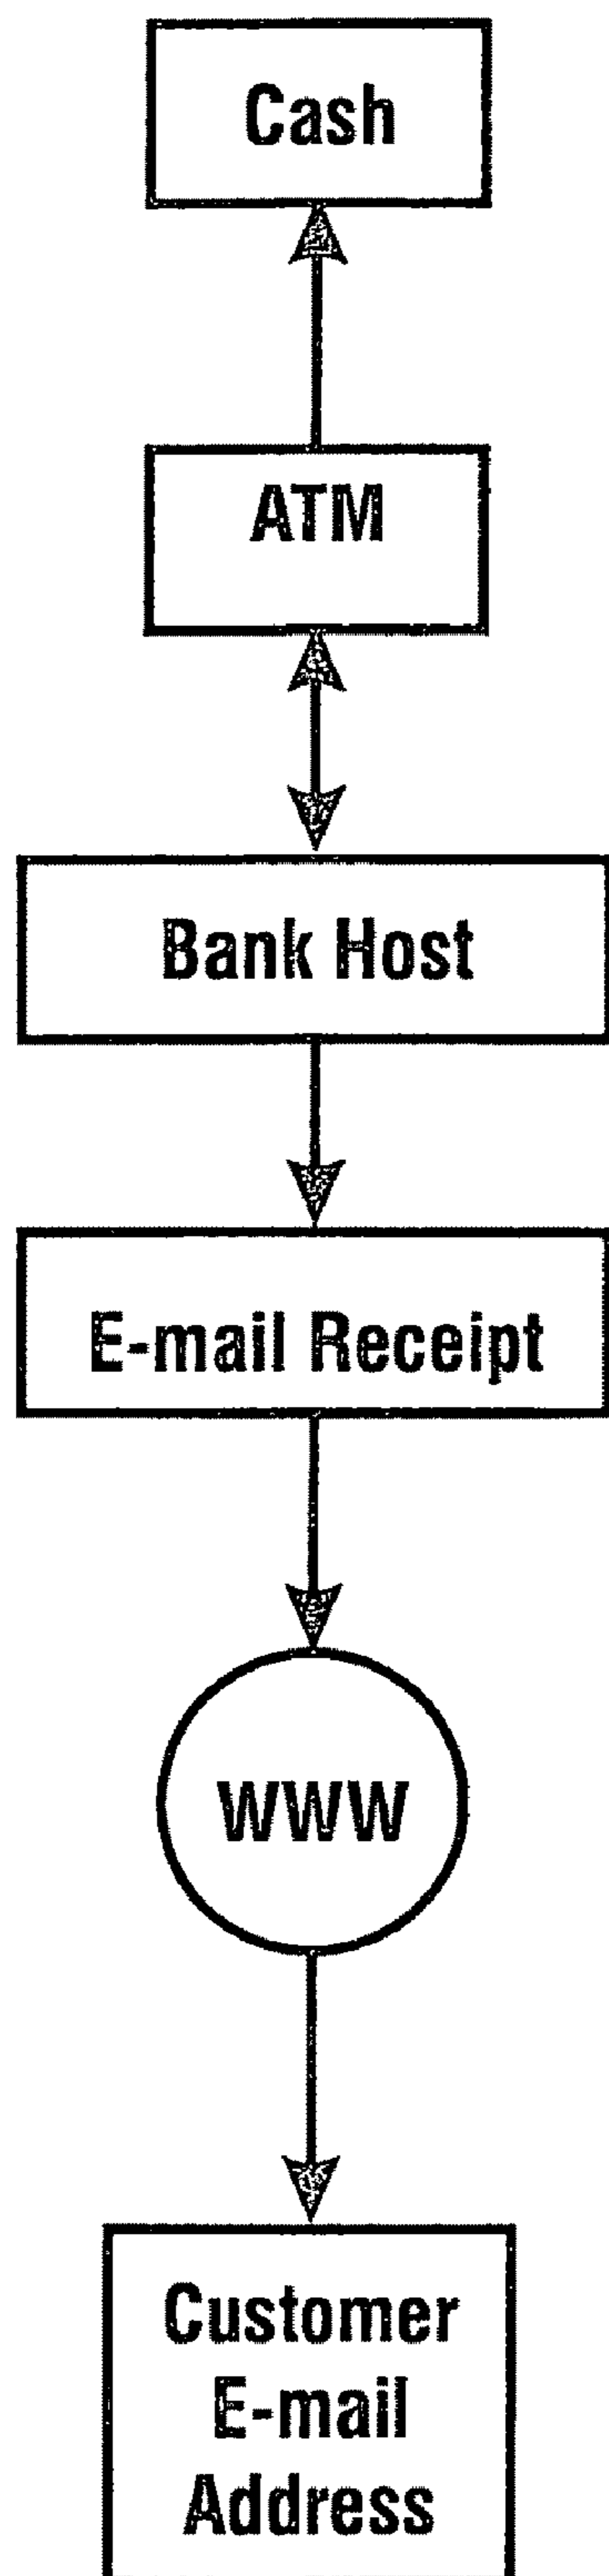 Cash
ATM
Bank Host
E-mail Receipt
WWW
Customer
E-mail
Address